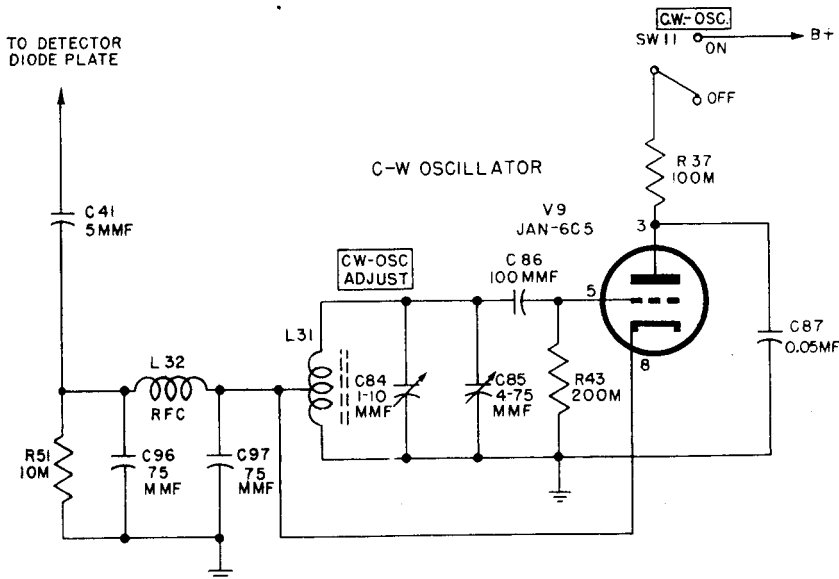 C.W.-OSC.
SW11
ON
B+
OFF
TO DETECTOR
DIODE PLATE
C-W OSCILLATOR
R37
100M
C41
5MMF
V9
JAN-6C5
3
CW-OSC
ADJUST
C86
100MMF
5
8
C87
0.05MF
L31
L32
RFC
C84
1-10
MMF
C85
4-75
MMF
R43
200M
R51
10M
C96
75
MMF
C97
75
MMF